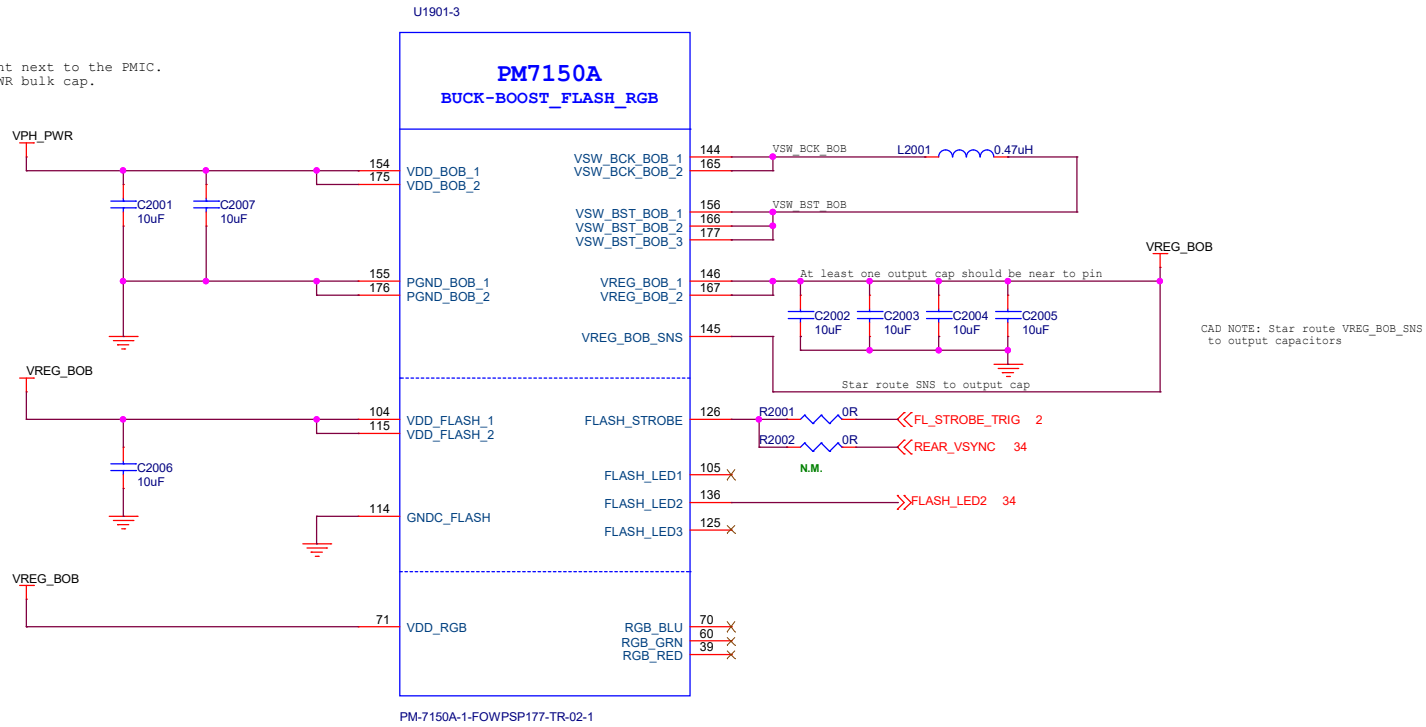 U1901-3
nt next to the PMIC.
WR bulk cap.
PM7150A
BUCK-BOOST_FLASH_RGB
VPH_PWR
154 VDD_BOB_1
175 VDD_BOB_2
C2001 10uF
C2007 10uF
155 PGND_BOB_1
176 PGND_BOB_2
VSW_BCK_BOB_1 144
VSW_BCK_BOB_2 165
VSW_BCK_BOB
L2001 0.47uH
VSW_BST_BOB_1 156
VSW_BST_BOB_2 166
VSW_BST_BOB_3 177
VSW_BST_BOB
VREG_BOB
VREG_BOB_1 146
VREG_BOB_2 167
At least one output cap should be near to pin
C2002 10uF
C2003 10uF
C2004 10uF
C2005 10uF
VREG_BOB_SNS 145
Star route SNS to output cap
CAD NOTE: Star route VREG_BOB_SNS
to output capacitors
VREG_BOB
104 VDD_FLASH_1
115 VDD_FLASH_2
C2006 10uF
114 GNDC_FLASH
FLASH_STROBE 126
R2001 0R
FL_STROBE_TRIG 2
R2002 0R
REAR_VSYNC 34
N.M.
FLASH_LED1 105
FLASH_LED2 136
FLASH_LED2 34
FLASH_LED3 125
VREG_BOB
71 VDD_RGB
RGB_BLU 70
RGB_GRN 60
RGB_RED 39
PM-7150A-1-FOWPSP177-TR-02-1